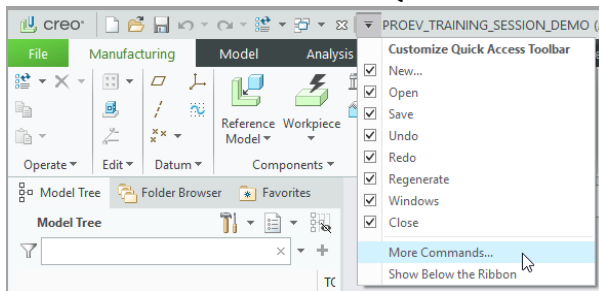 creo® PROEV_TRAINING_SESSION_DEMO (
File Manufacturing Model Analysis
Customize Quick Access Toolbar
New...
Open
Save
Undo
Redo
Regenerate
Windows
Close
More Commands...
Show Below the Ribbon
Reference Model
Workpiece
Operate Edit Datum Components
Model Tree Folder Browser Favorites
Model Tree